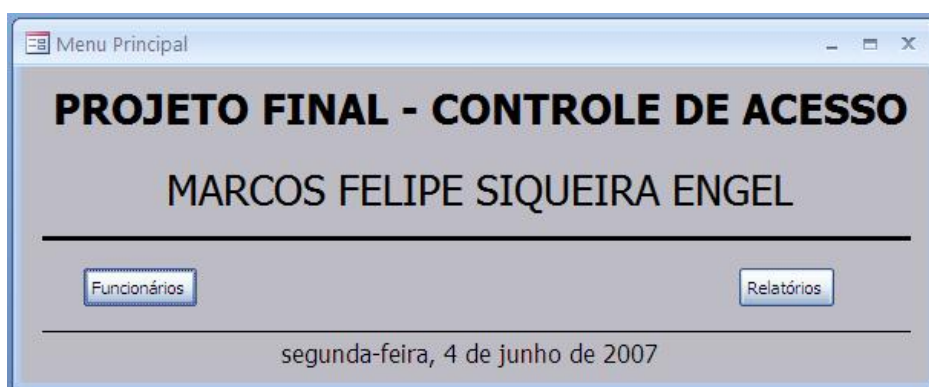 Menu Principal
PROJETO FINAL - CONTROLE DE ACESSO
MARCOS FELIPE SIQUEIRA ENGEL
Funcionários Relatórios
segunda-feira, 4 de junho de 2007